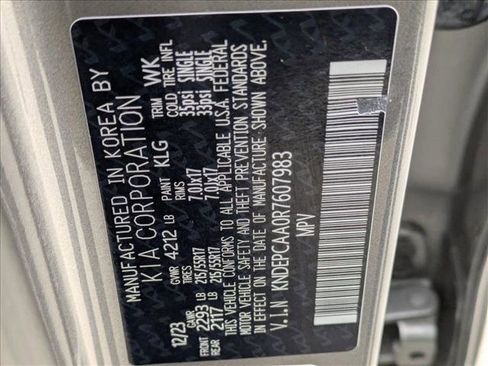 MANUFACTURED IN KOREA BY
KIA CORPORATION
GVWR 4212 LB PAINT KLG TRIM WK
12/23 GAWR TIRES RIMS COLD TIRE INFL
FRONT 2293 LB 215/55R17 7.0Jx17 33psi SINGLE
REAR 2117 LB 215/55R17 7.0Jx17 33psi SINGLE
THIS VEHICLE CONFORMS TO ALL APPLICABLE U.S.A FEDERAL
MOTOR VEHICLE SAFETY AND THEFT PREVENTION STANDARDS
IN EFFECT ON THE DATE OF MANUFACTURE SHOWN ABOVE.
V.I.N KNDEPCAA0R7607983
MPV